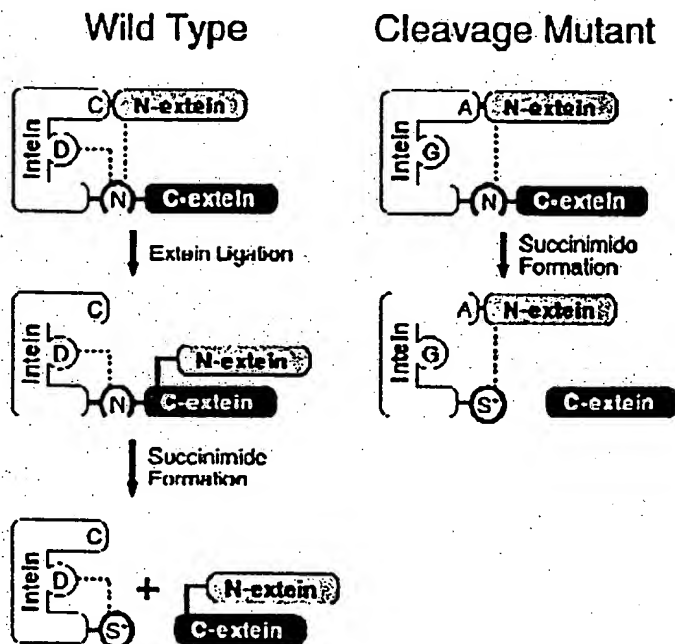 Wild Type
Cleavage Mutant
C
N-extein
Intein
D
N
C-extein
A
N-extein
Intein
G
N
C-extein
Extein Ligation
Succinimide
Formation
C
Intein
D
N-extein
N
C-extein
A
N-extein
Intein
G
S*
C-extein
Succinimide
Formation
C
Intein
D
+
N-extein
S*
C-extein